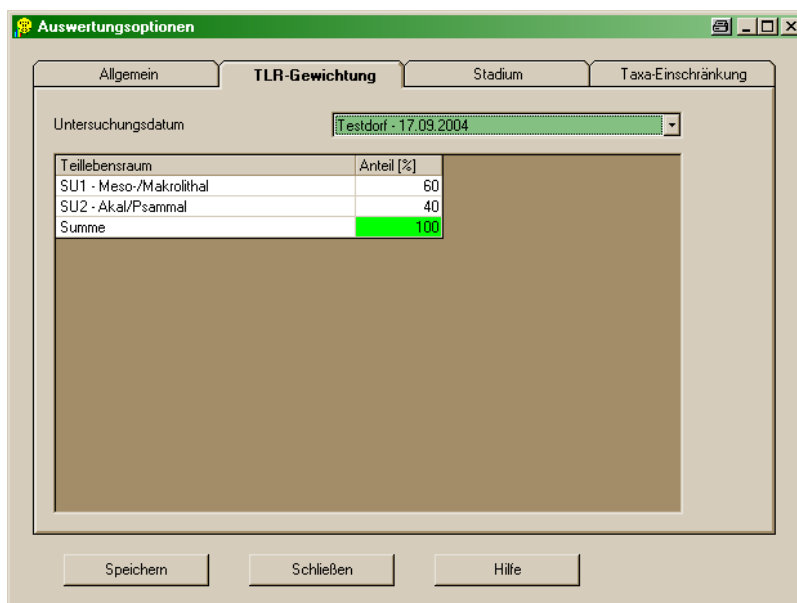 Auswertungsoptionen
Allgemein TLR-Gewichtung Stadium Taxa-Einschränkung
Untersuchungsdatum Testdorf - 17.09.2004
Teillebensraum Anteil [%]
SU1 - Meso-/Makrolithal 60
SU2 - Akal/Psammal 40
Summe 100
Speichern Schließen Hilfe